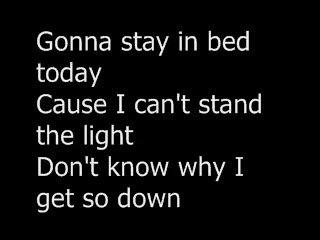 Gonna stay in bed
today
Cause I can't stand
the light
Don't know why I
get so down